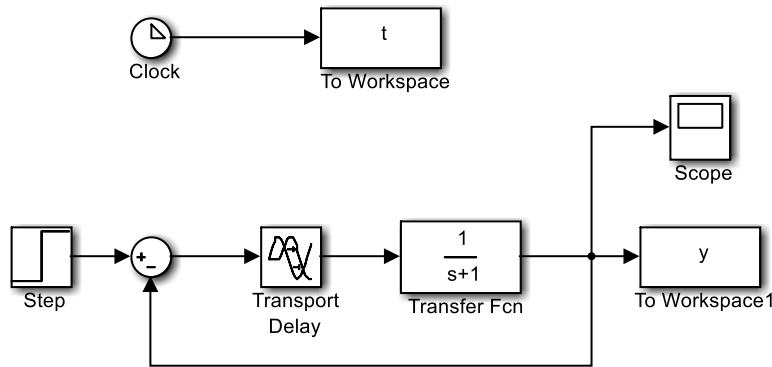 t
Clock
To Workspace
Scope
+
−
1
s+1
y
Step
Transport
Delay
Transfer Fcn
To Workspace1